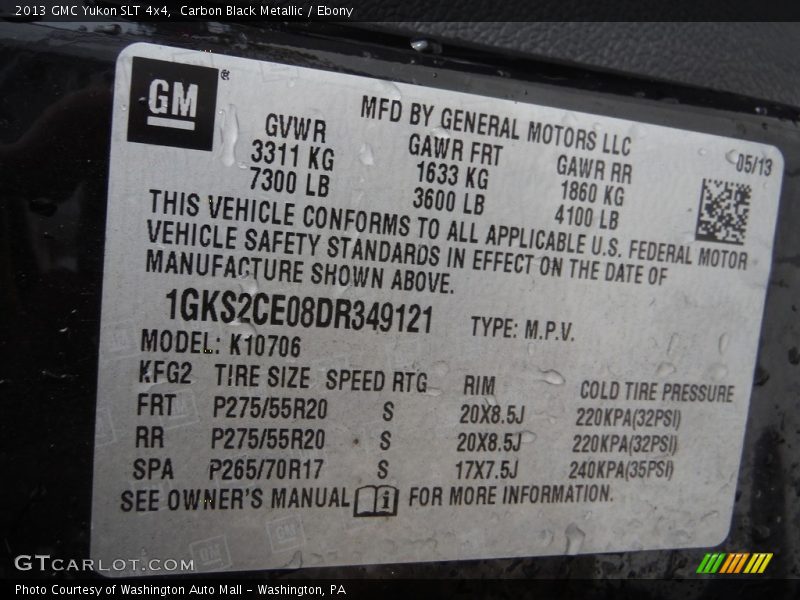 2013 GMC Yukon SLT 4x4, Carbon Black Metallic / Ebony
GM ®
MFD BY GENERAL MOTORS LLC
05/13
GVWR GAWR FRT GAWR RR
3311 KG 1633 KG 1860 KG
7300 LB 3600 LB 4100 LB
THIS VEHICLE CONFORMS TO ALL APPLICABLE U.S. FEDERAL MOTOR
VEHICLE SAFETY STANDARDS IN EFFECT ON THE DATE OF
MANUFACTURE SHOWN ABOVE.
1GKS2CE08DR349121 TYPE: M.P.V.
MODEL: K10706
KFG2 TIRE SIZE SPEED RTG RIM COLD TIRE PRESSURE
FRT P275/55R20 S 20X8.5J 220KPA(32PSI)
RR P275/55R20 S 20X8.5J 220KPA(32PSI)
SPA P265/70R17 S 17X7.5J 240KPA(35PSI)
SEE OWNER'S MANUAL i FOR MORE INFORMATION.
GTCARLOT.COM
Photo Courtesy of Washington Auto Mall - Washington, PA